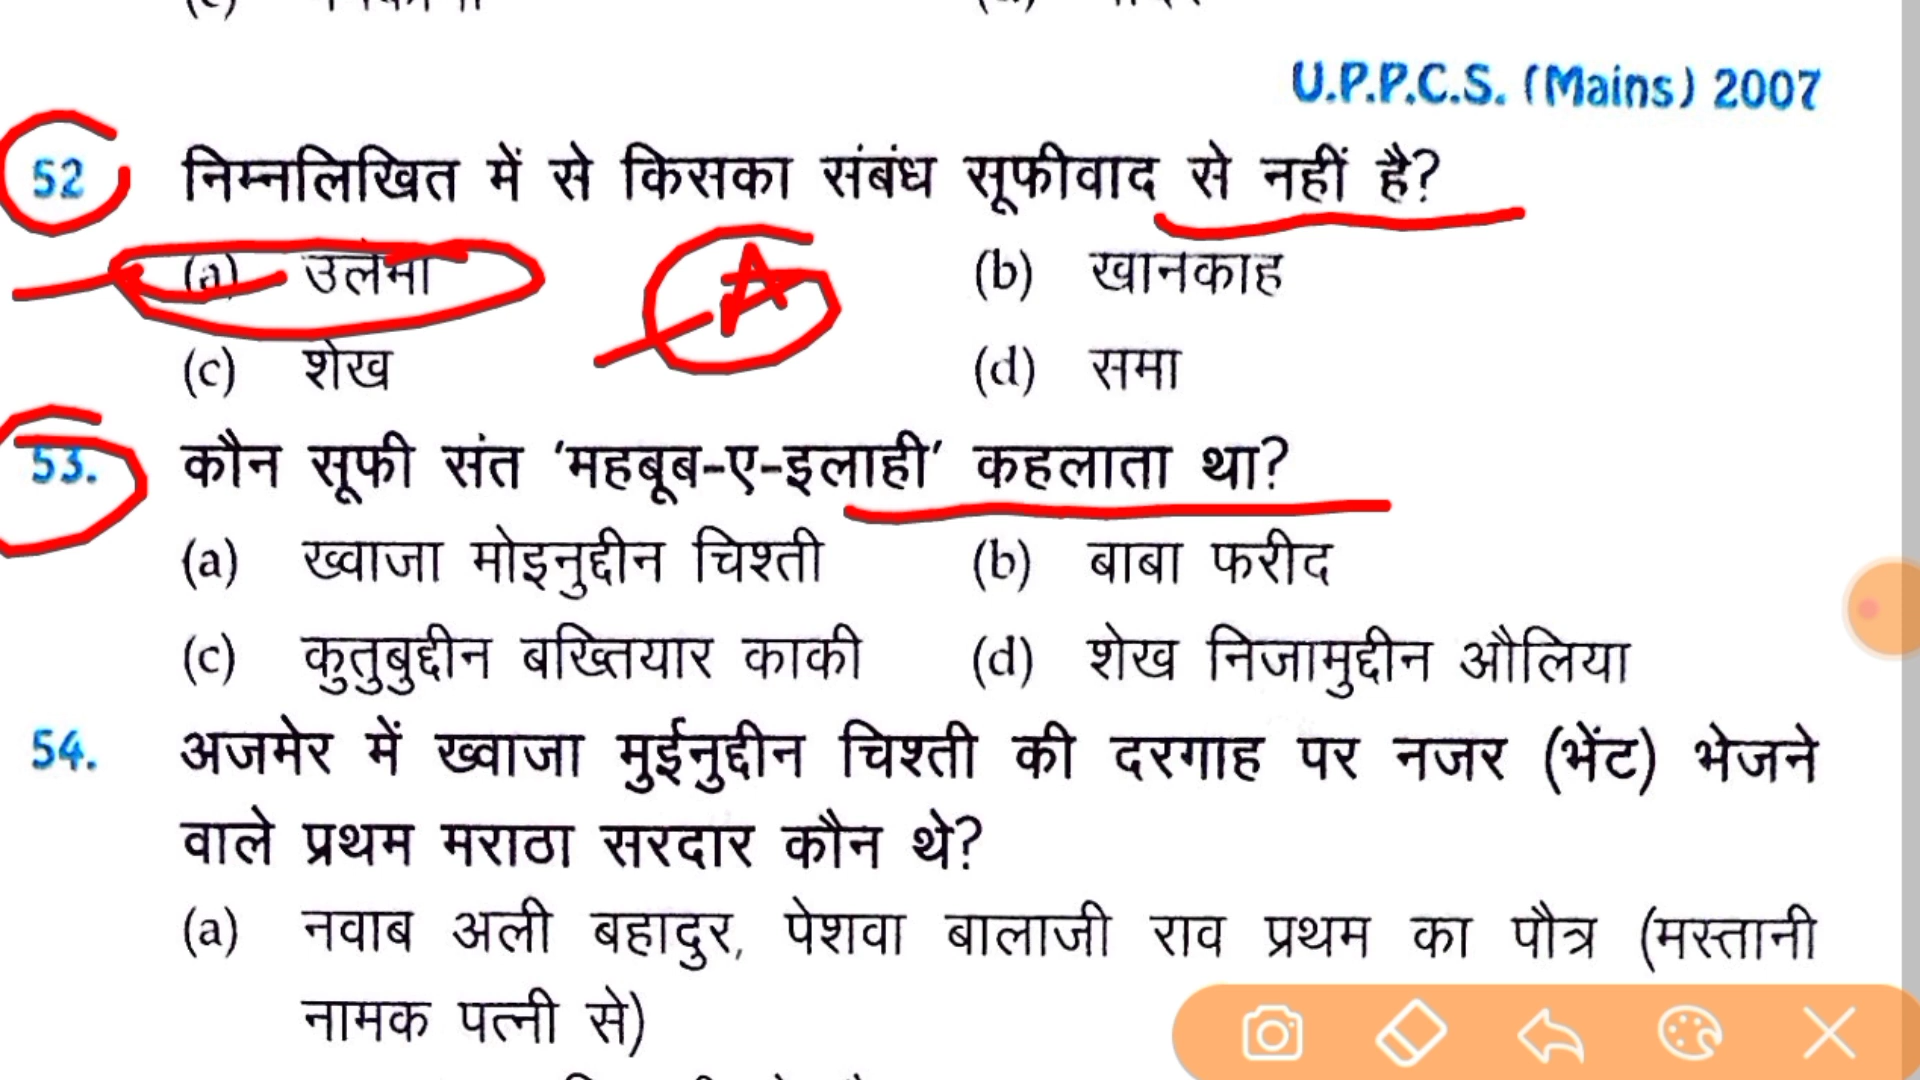 U.P.P.C.S. (Mains) 2007
52 निम्नलिखित में से किसका संबंध सूफीवाद से नहीं है?
(a) उलेमा A (b) खानकाह
(c) शेख (d) समा
53. कौन सूफी संत 'महबूब-ए-इलाही' कहलाता था?
(a) ख्वाजा मोइनुद्दीन चिश्ती (b) बाबा फरीद
(c) कुतुबुद्दीन बख्तियार काकी (d) शेख निजामुद्दीन औलिया
54. अजमेर में ख्वाजा मुईनुद्दीन चिश्ती की दरगाह पर नजर (भेंट) भेजने
वाले प्रथम मराठा सरदार कौन थे?
(a) नवाब अली बहादुर, पेशवा बालाजी राव प्रथम का पौत्र (मस्तानी
नामक पत्नी से)